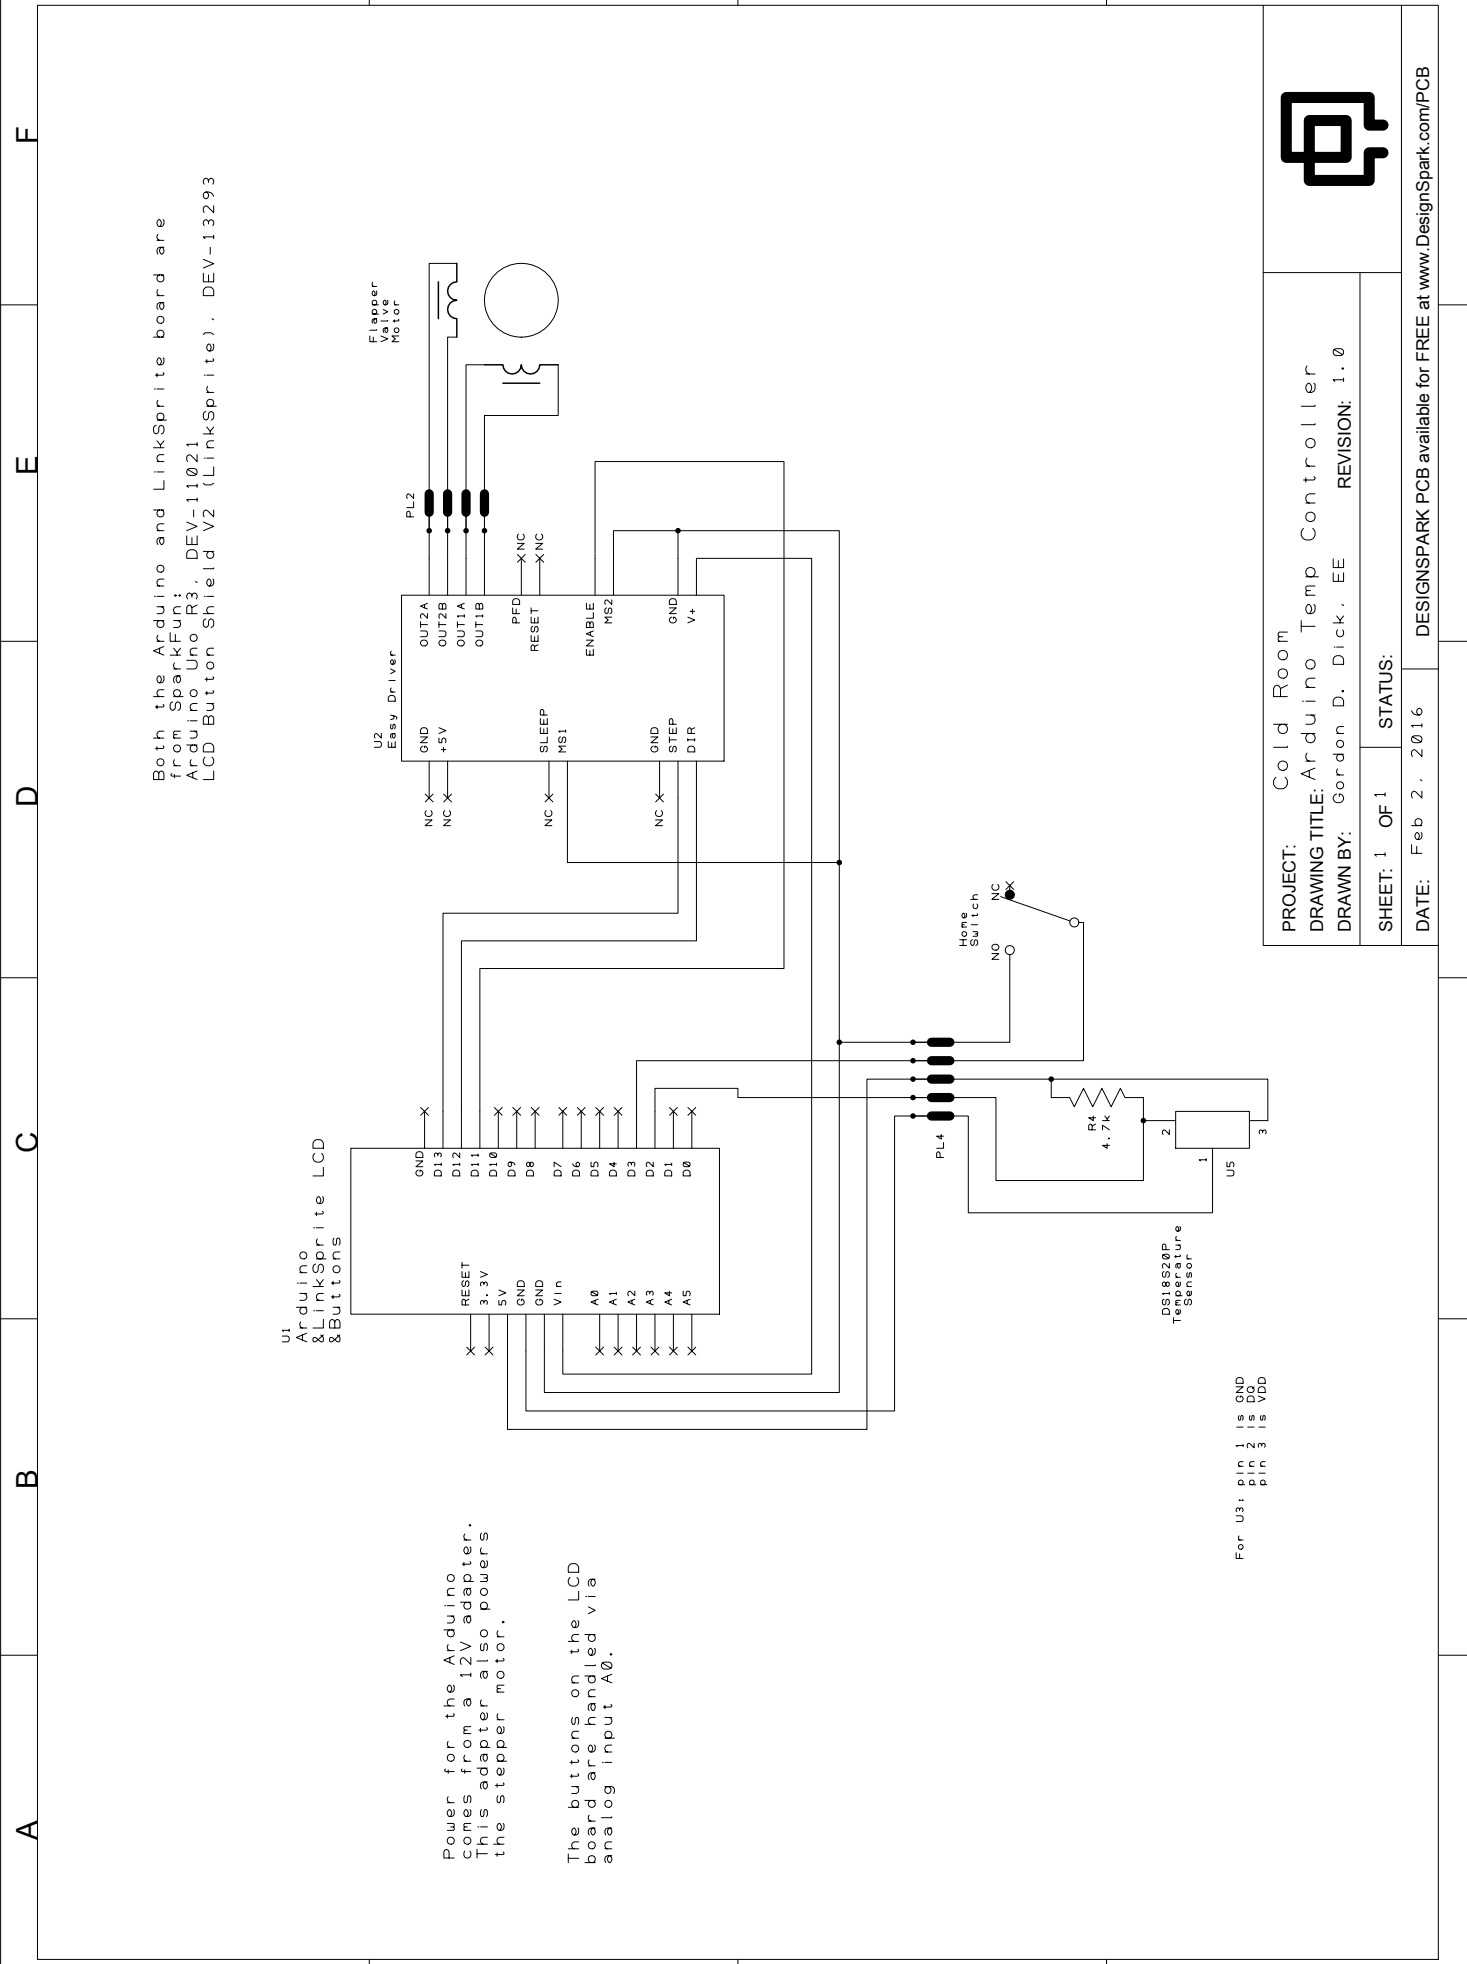 A
B
C
D
E
F
Both the Arduino and LinkSprite board are
from SparkFun:
Arduino Uno R3, DEV-11021
LCD Button Shield V2 (LinkSprite), DEV-13293
Power for the Arduino
comes from a 12V adapter.
This adapter also powers
the stepper motor.
The buttons on the LCD
board are handled via
analog input A0.
U1
Arduino
&LinkSprite LCD
&Buttons
RESET
3.3V
5V
GND
GND
Vin
A0
A1
A2
A3
A4
A5
GND
D13
D12
D11
D10
D9
D8
D7
D6
D5
D4
D3
D2
D1
D0
U2
Easy Driver
GND
+5V
SLEEP
MS1
GND
STEP
DIR
NC
NC
NC
NC
OUT2A
OUT2B
OUT1A
OUT1B
PFD
RESET
ENABLE
MS2
GND
V+
NC
NC
PL2
Flapper
Valve
Motor
Home
Switch
NO
NC
PL4
R4
4.7k
2
1
3
U5
DS18S20P
Temperature
Sensor
For U3: pin 1 is GND
pin 2 is DQ
pin 3 is VDD
PROJECT: Cold Room
DRAWING TITLE: Arduino Temp Controller
DRAWN BY: Gordon D. Dick, EE REVISION: 1.0
SHEET: 1 OF 1 STATUS:
DATE: Feb 2, 2016 DESIGNSPARK PCB available for FREE at www.DesignSpark.com/PCB